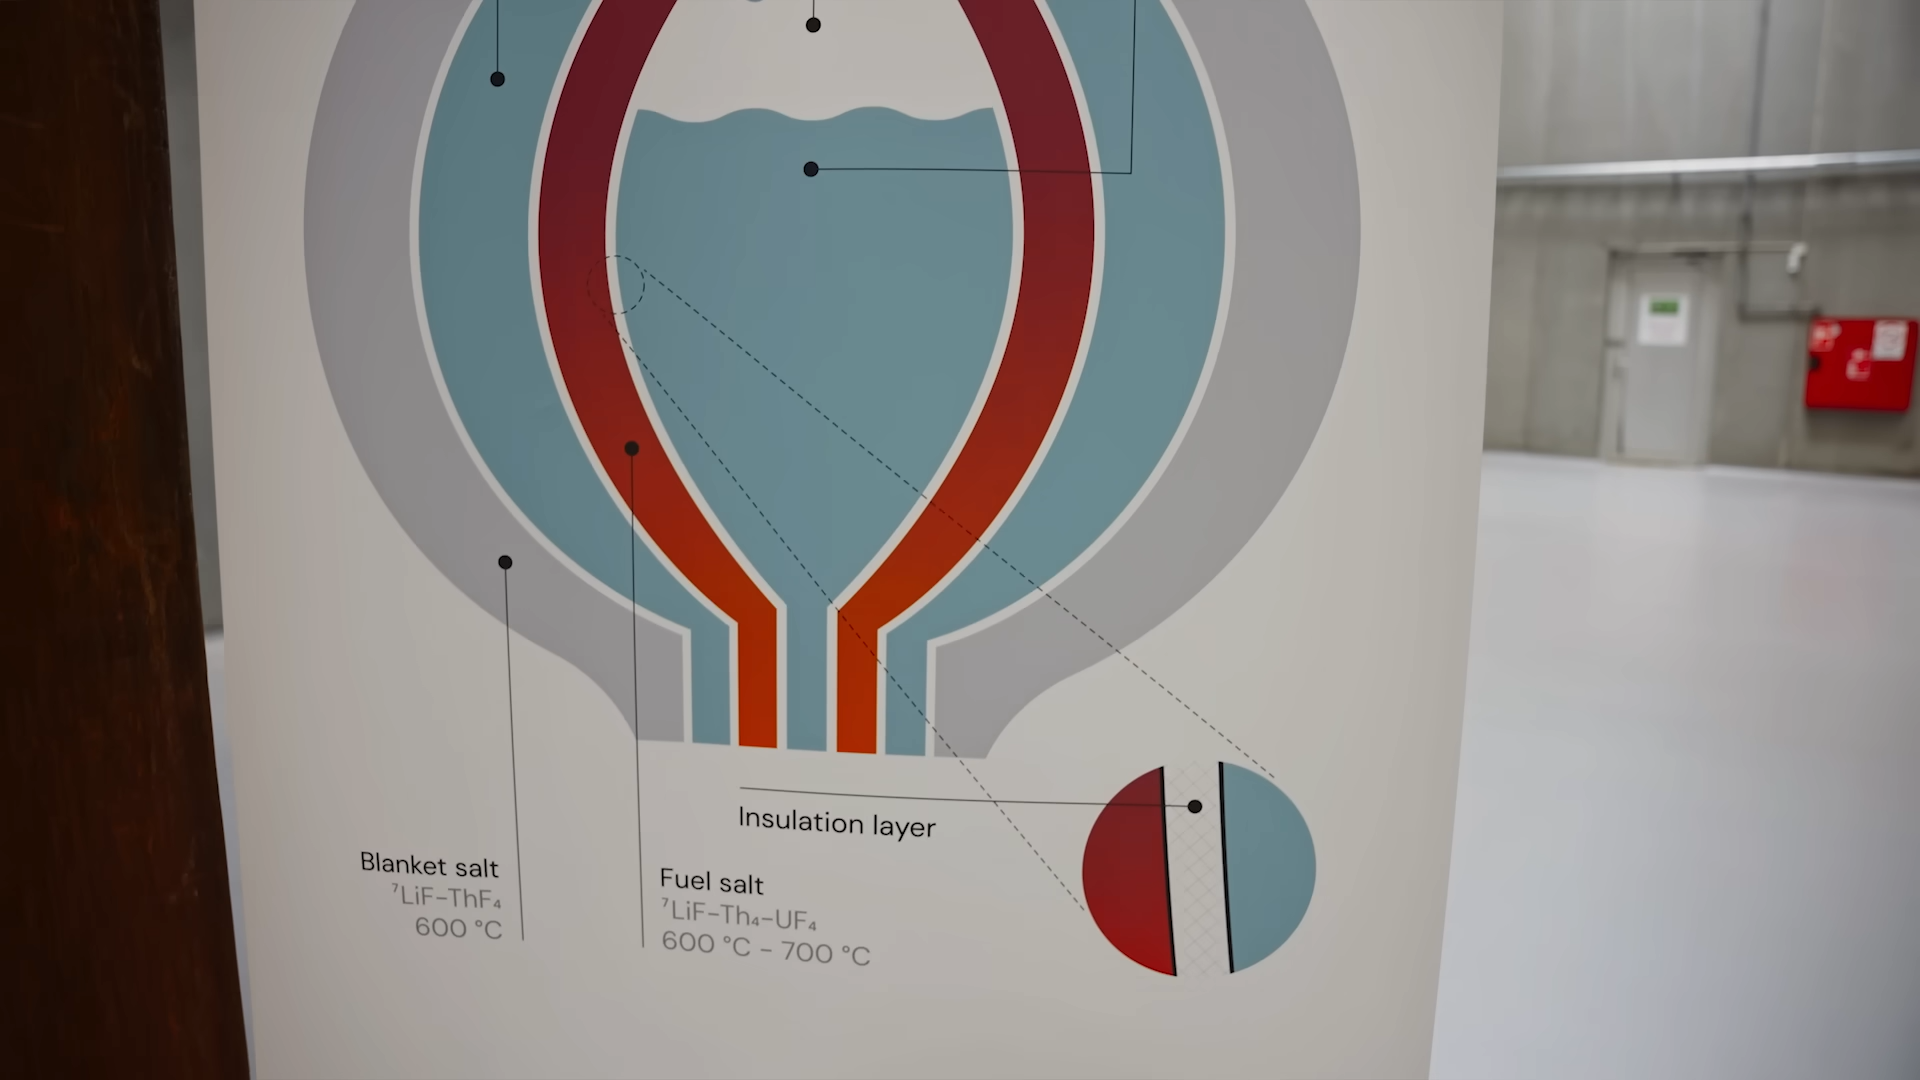 Insulation layer
Blanket salt
⁷LiF–ThF₄
600 °C
Fuel salt
⁷LiF–Th₄–UF₄
600 °C – 700 °C